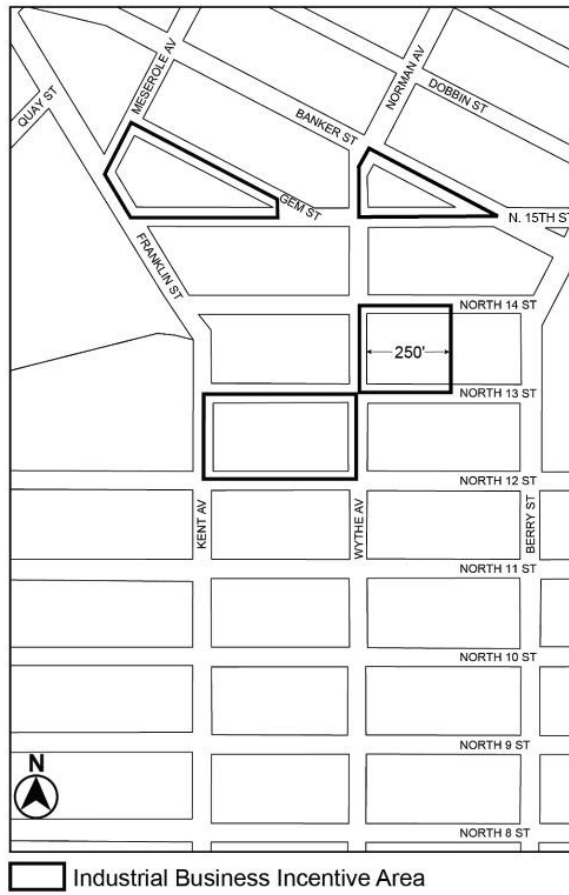 QUAY ST
MESEROLE AV
NORMAN AV
DOBBIN ST
BANKER ST
GEM ST
N. 15TH ST
FRANKLIN ST
NORTH 14 ST
250'
NORTH 13 ST
NORTH 12 ST
KENT AV
WYTHE AV
BERRY ST
NORTH 11 ST
NORTH 10 ST
N
NORTH 9 ST
NORTH 8 ST
Industrial Business Incentive Area